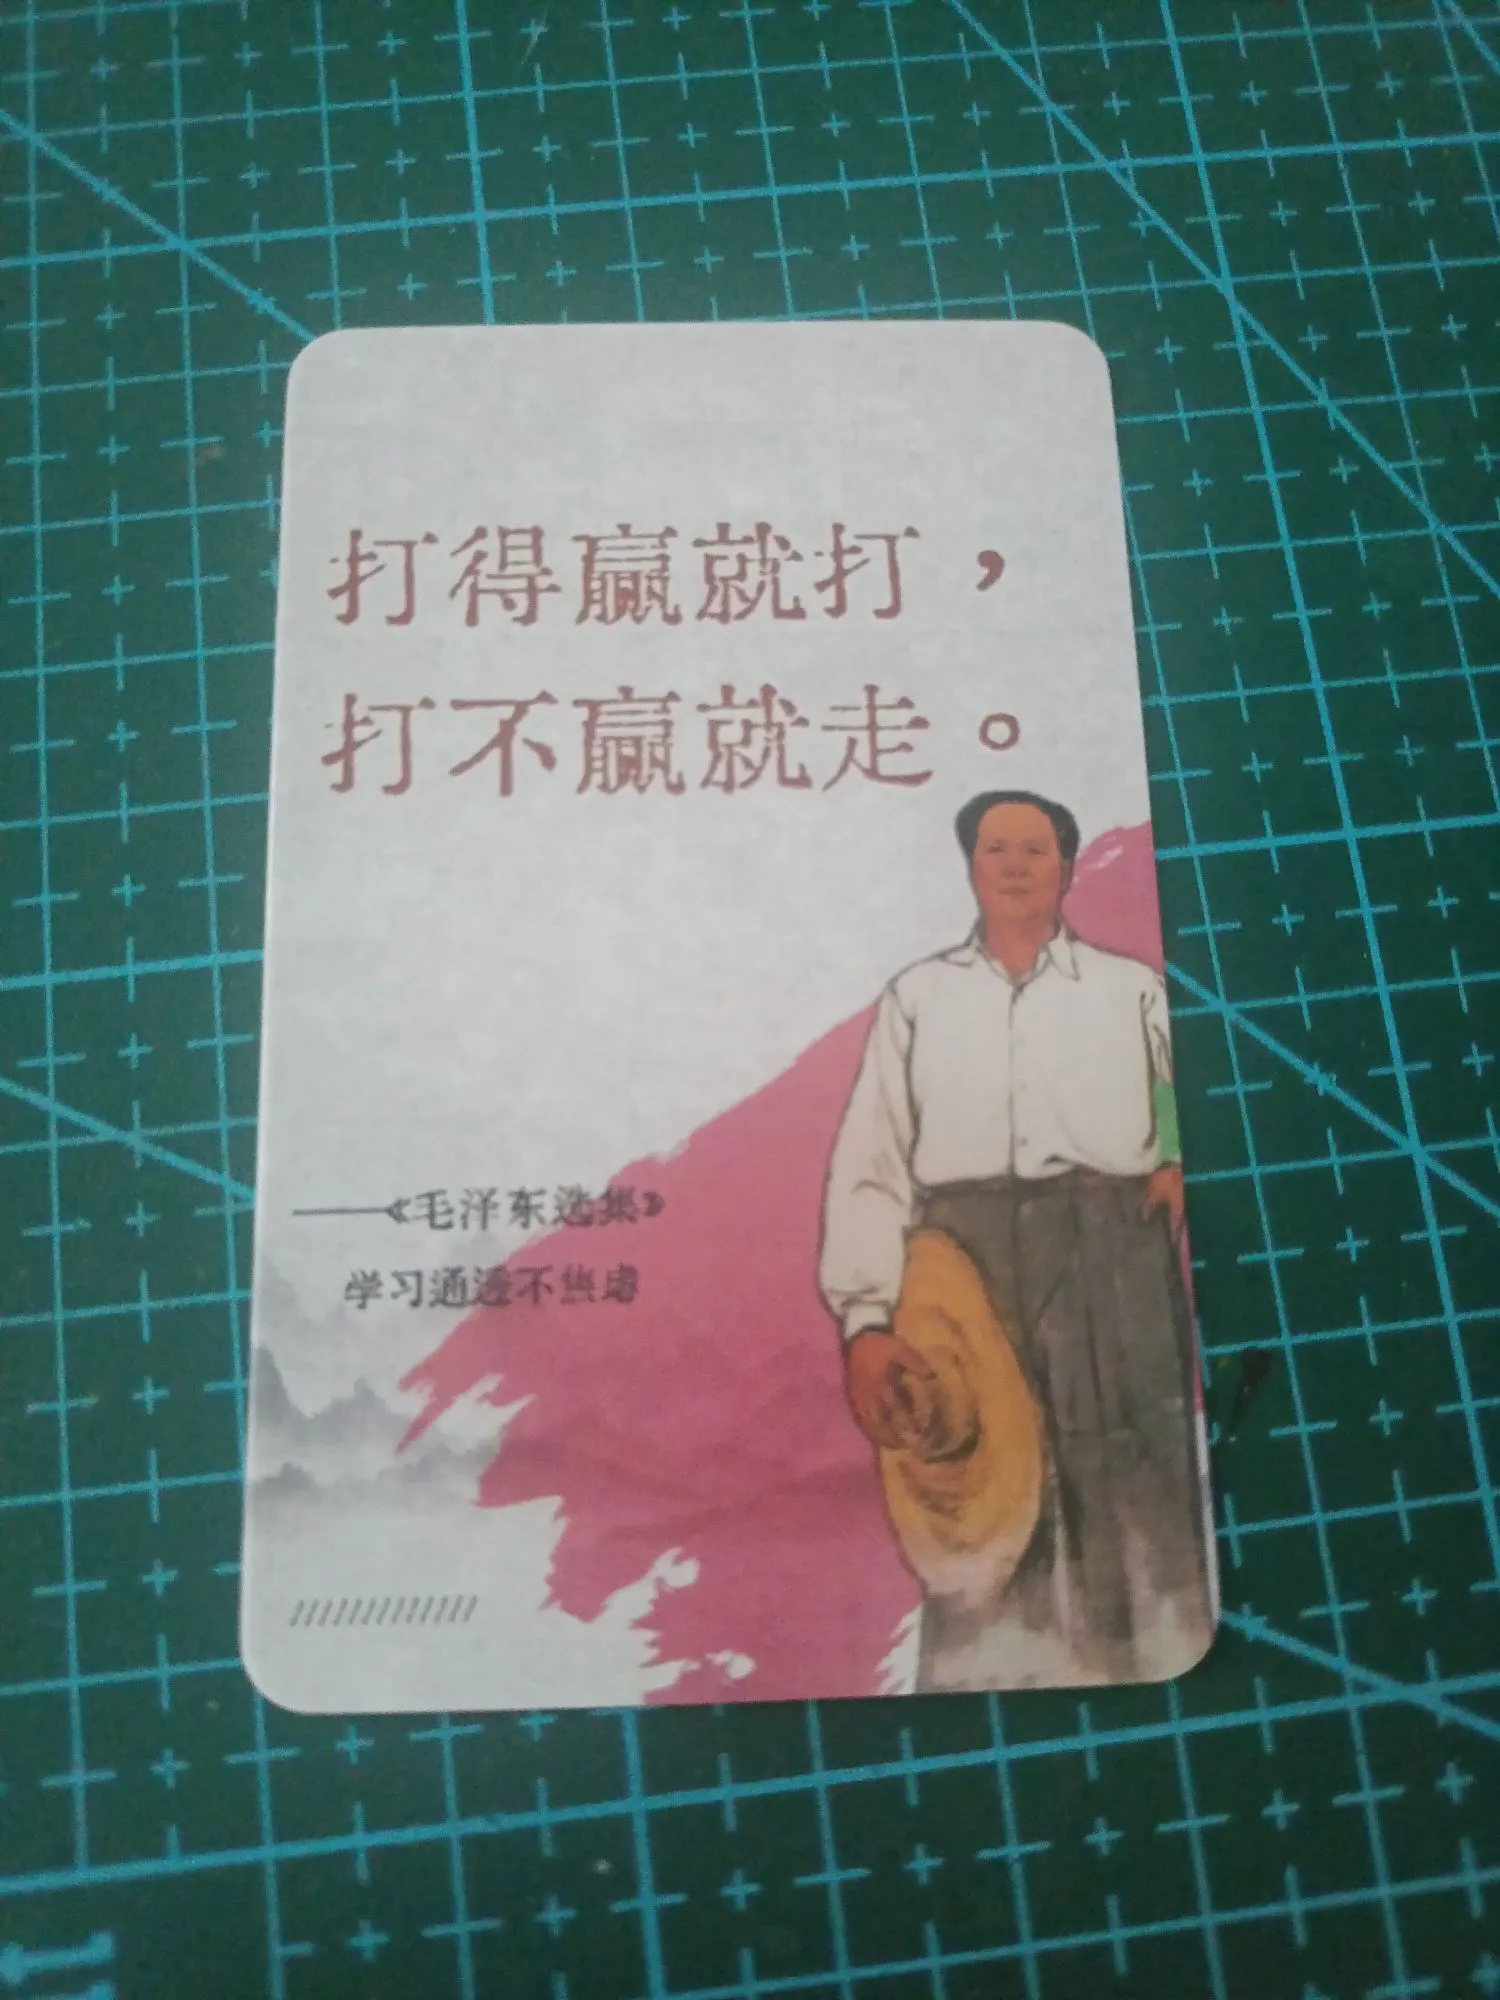 打得赢就打，
打不赢就走。
——《毛泽东选集》
学习通透不焦虑